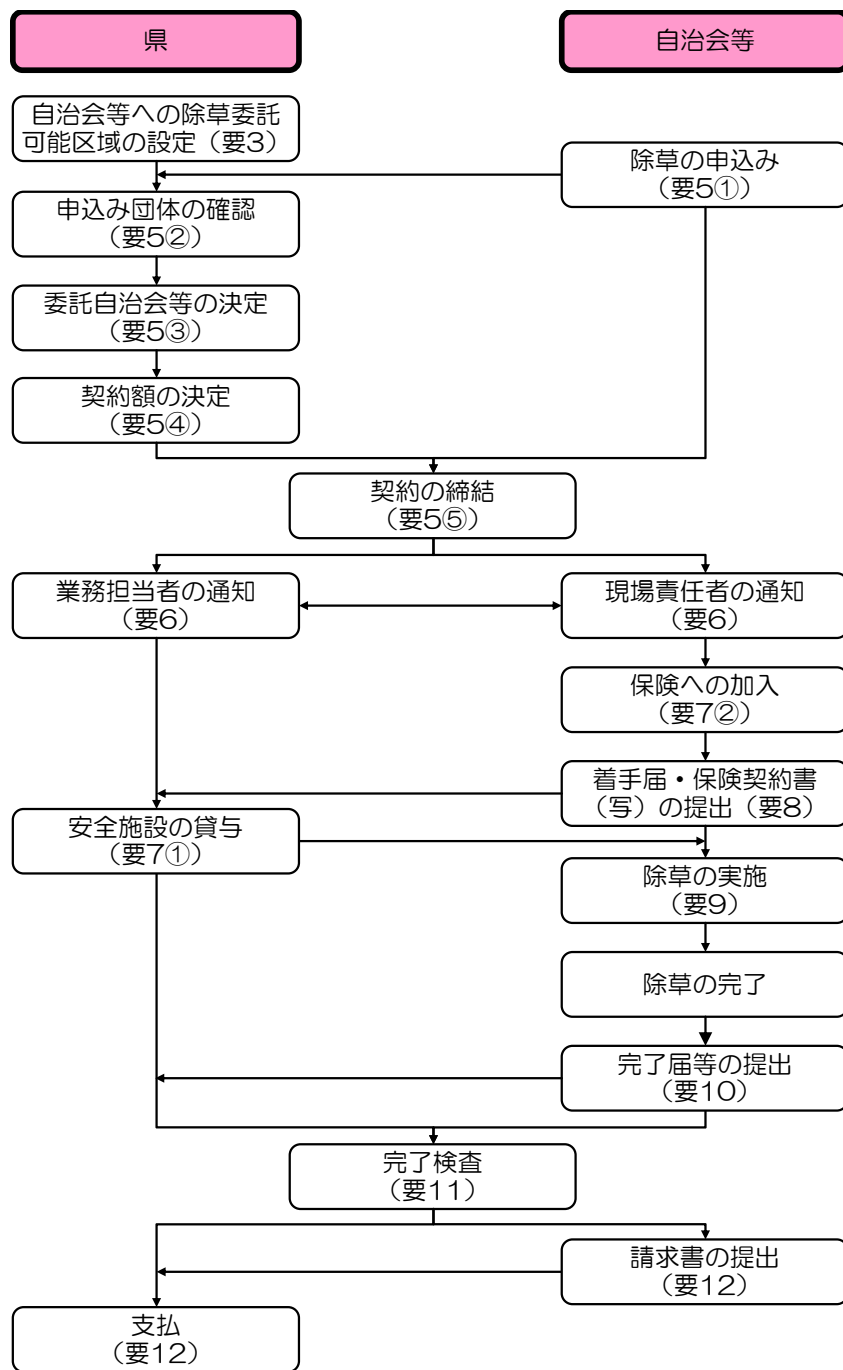 県
自治会等
自治会等への除草委託
可能区域の設定（要3）
除草の申込み
（要5①）
申込み団体の確認
（要5②）
委託自治会等の決定
（要5③）
契約額の決定
（要5④）
契約の締結
（要5⑤）
業務担当者の通知
（要6）
現場責任者の通知
（要6）
保険への加入
（要7②）
着手届・保険契約書
（写）の提出（要8）
安全施設の貸与
（要7①）
除草の実施
（要9）
除草の完了
完了届等の提出
（要10）
完了検査
（要11）
請求書の提出
（要12）
支払
（要12）